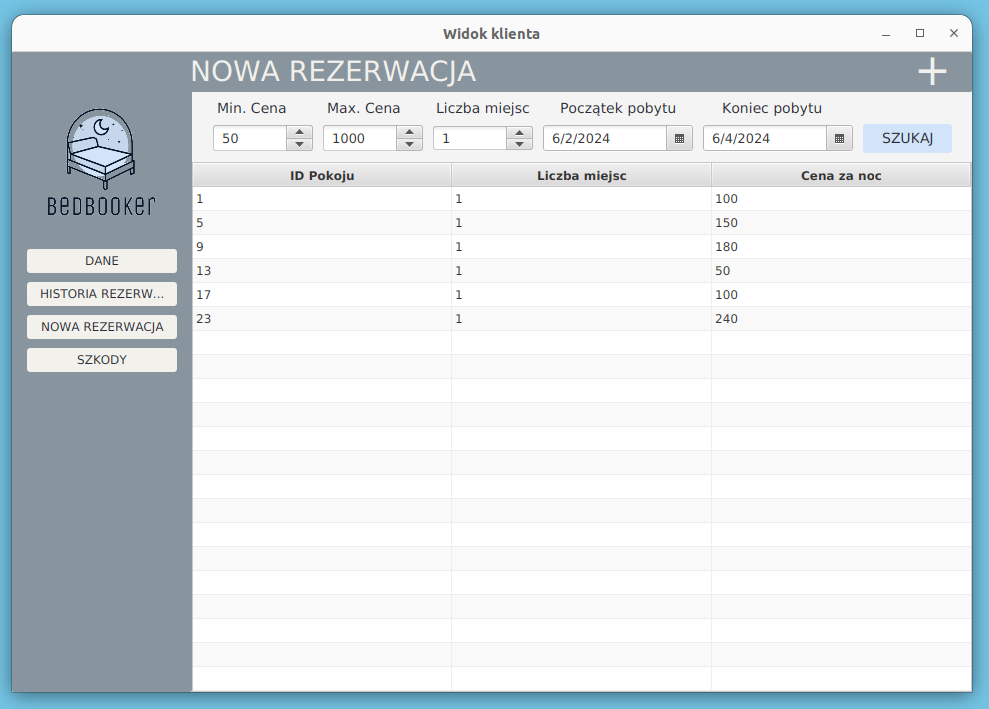 Widok klienta
NOWA REZERWACJA
BEDBOOKER
DANE
HISTORIA REZERW...
NOWA REZERWACJA
SZKODY
Min. Cena Max. Cena Liczba miejsc Początek pobytu Koniec pobytu
50 1000 1 6/2/2024 6/4/2024 SZUKAJ
ID Pokoju Liczba miejsc Cena za noc
1 1 100
5 1 150
9 1 180
13 1 50
17 1 100
23 1 240